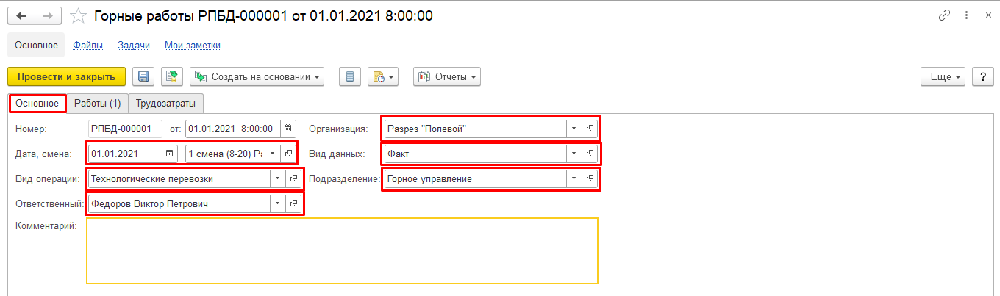 Горные работы РПБД-000001 от 01.01.2021 8:00:00
Основное Файлы Задачи Мои заметки
Провести и закрыть Создать на основании Отчеты Еще ?
Основное Работы (1) Трудозатраты
Номер: РПБД-000001 от: 01.01.2021 8:00:00 Организация: Разрез "Полевой"
Дата, смена: 01.01.2021 1 смена (8-20) Ра Вид данных: Факт
Вид операции: Технологические перевозки Подразделение: Горное управление
Ответственный: Федоров Виктор Петрович
Комментарий: